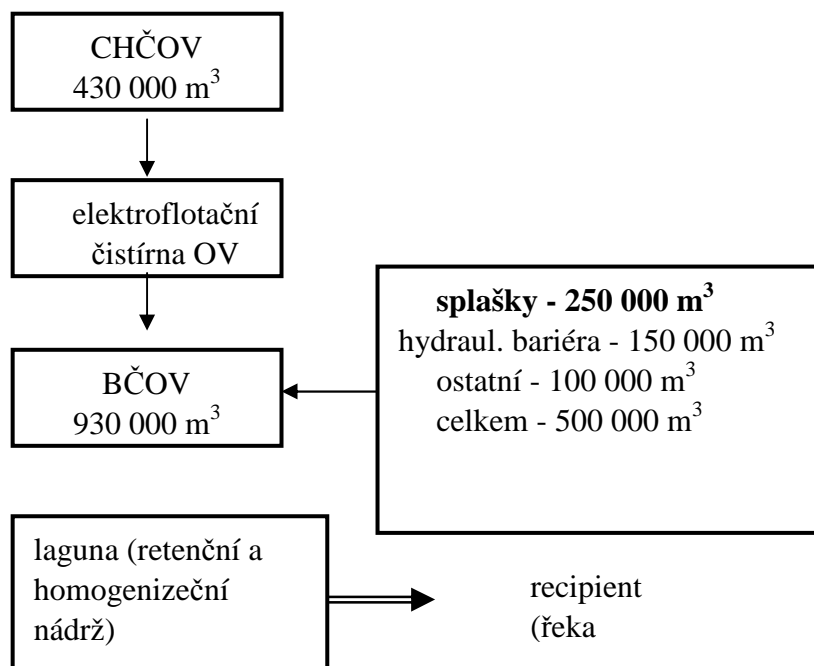 CHČOV
430 000 m³
elektroflotační
čistírna OV
splašky - 250 000 m³
hydraul. bariéra - 150 000 m³
ostatní - 100 000 m³
celkem - 500 000 m³
BČOV
930 000 m³
laguna (retenční a
homogenizeční
nádrž)
recipient
(řeka